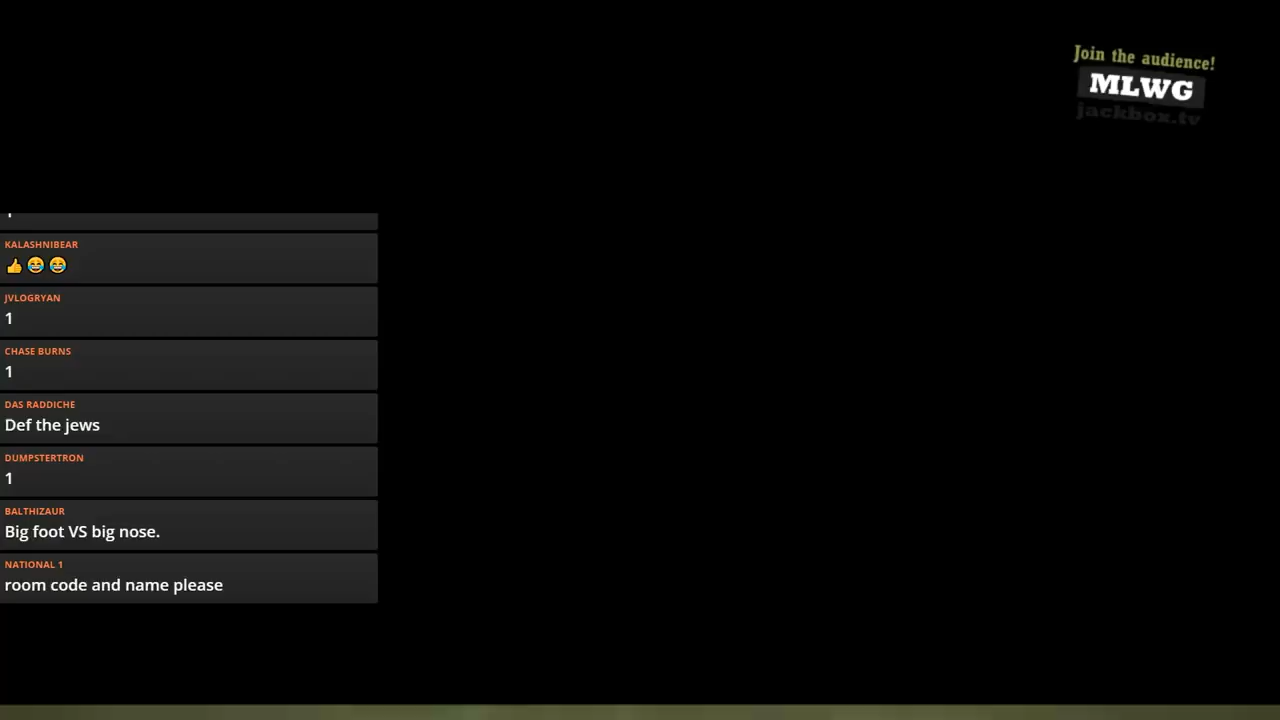 Join the audience!
MLWG
jackbox.tv
KALASHNIBEAR
👍😂😂
JVLOGRYAN
1
CHASE BURNS
1
DAS RADDICHE
Def the jews
DUMPSTERTRON
1
BALTHIZAUR
Big foot VS big nose.
NATIONAL 1
room code and name please